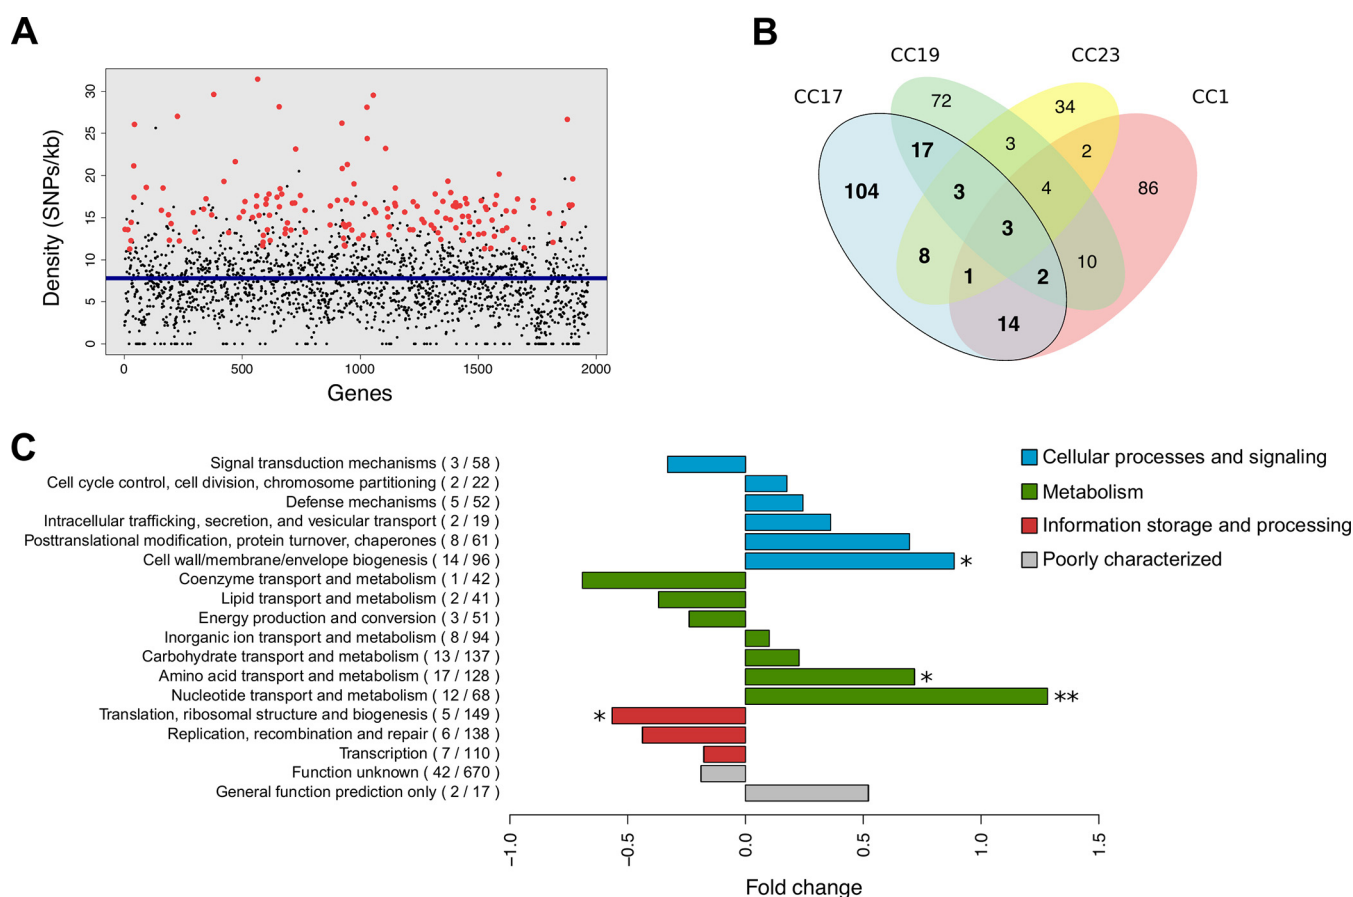 A
Density (SNPs/kb)
30
25
20
15
10
5
0
0 500 1000 1500 2000
Genes
B
CC19 CC23
CC17 CC1
72 34
17 3 2
104 3 4 86
3
8 1 2 10
14
C
Signal transduction mechanisms ( 3 / 58 )
Cell cycle control, cell division, chromosome partitioning ( 2 / 22 )
Defense mechanisms ( 5 / 52 )
Intracellular trafficking, secretion, and vesicular transport ( 2 / 19 )
Posttranslational modification, protein turnover, chaperones ( 8 / 61 )
Cell wall/membrane/envelope biogenesis ( 14 / 96 ) *
Coenzyme transport and metabolism ( 1 / 42 )
Lipid transport and metabolism ( 2 / 41 )
Energy production and conversion ( 3 / 51 )
Inorganic ion transport and metabolism ( 8 / 94 )
Carbohydrate transport and metabolism ( 13 / 137 )
Amino acid transport and metabolism ( 17 / 128 ) *
Nucleotide transport and metabolism ( 12 / 68 ) **
Translation, ribosomal structure and biogenesis ( 5 / 149 ) *
Replication, recombination and repair ( 6 / 138 )
Transcription ( 7 / 110 )
Function unknown ( 42 / 670 )
General function prediction only ( 2 / 17 )
-1.0 -0.5 0.0 0.5 1.0 1.5
Fold change
Cellular processes and signaling
Metabolism
Information storage and processing
Poorly characterized